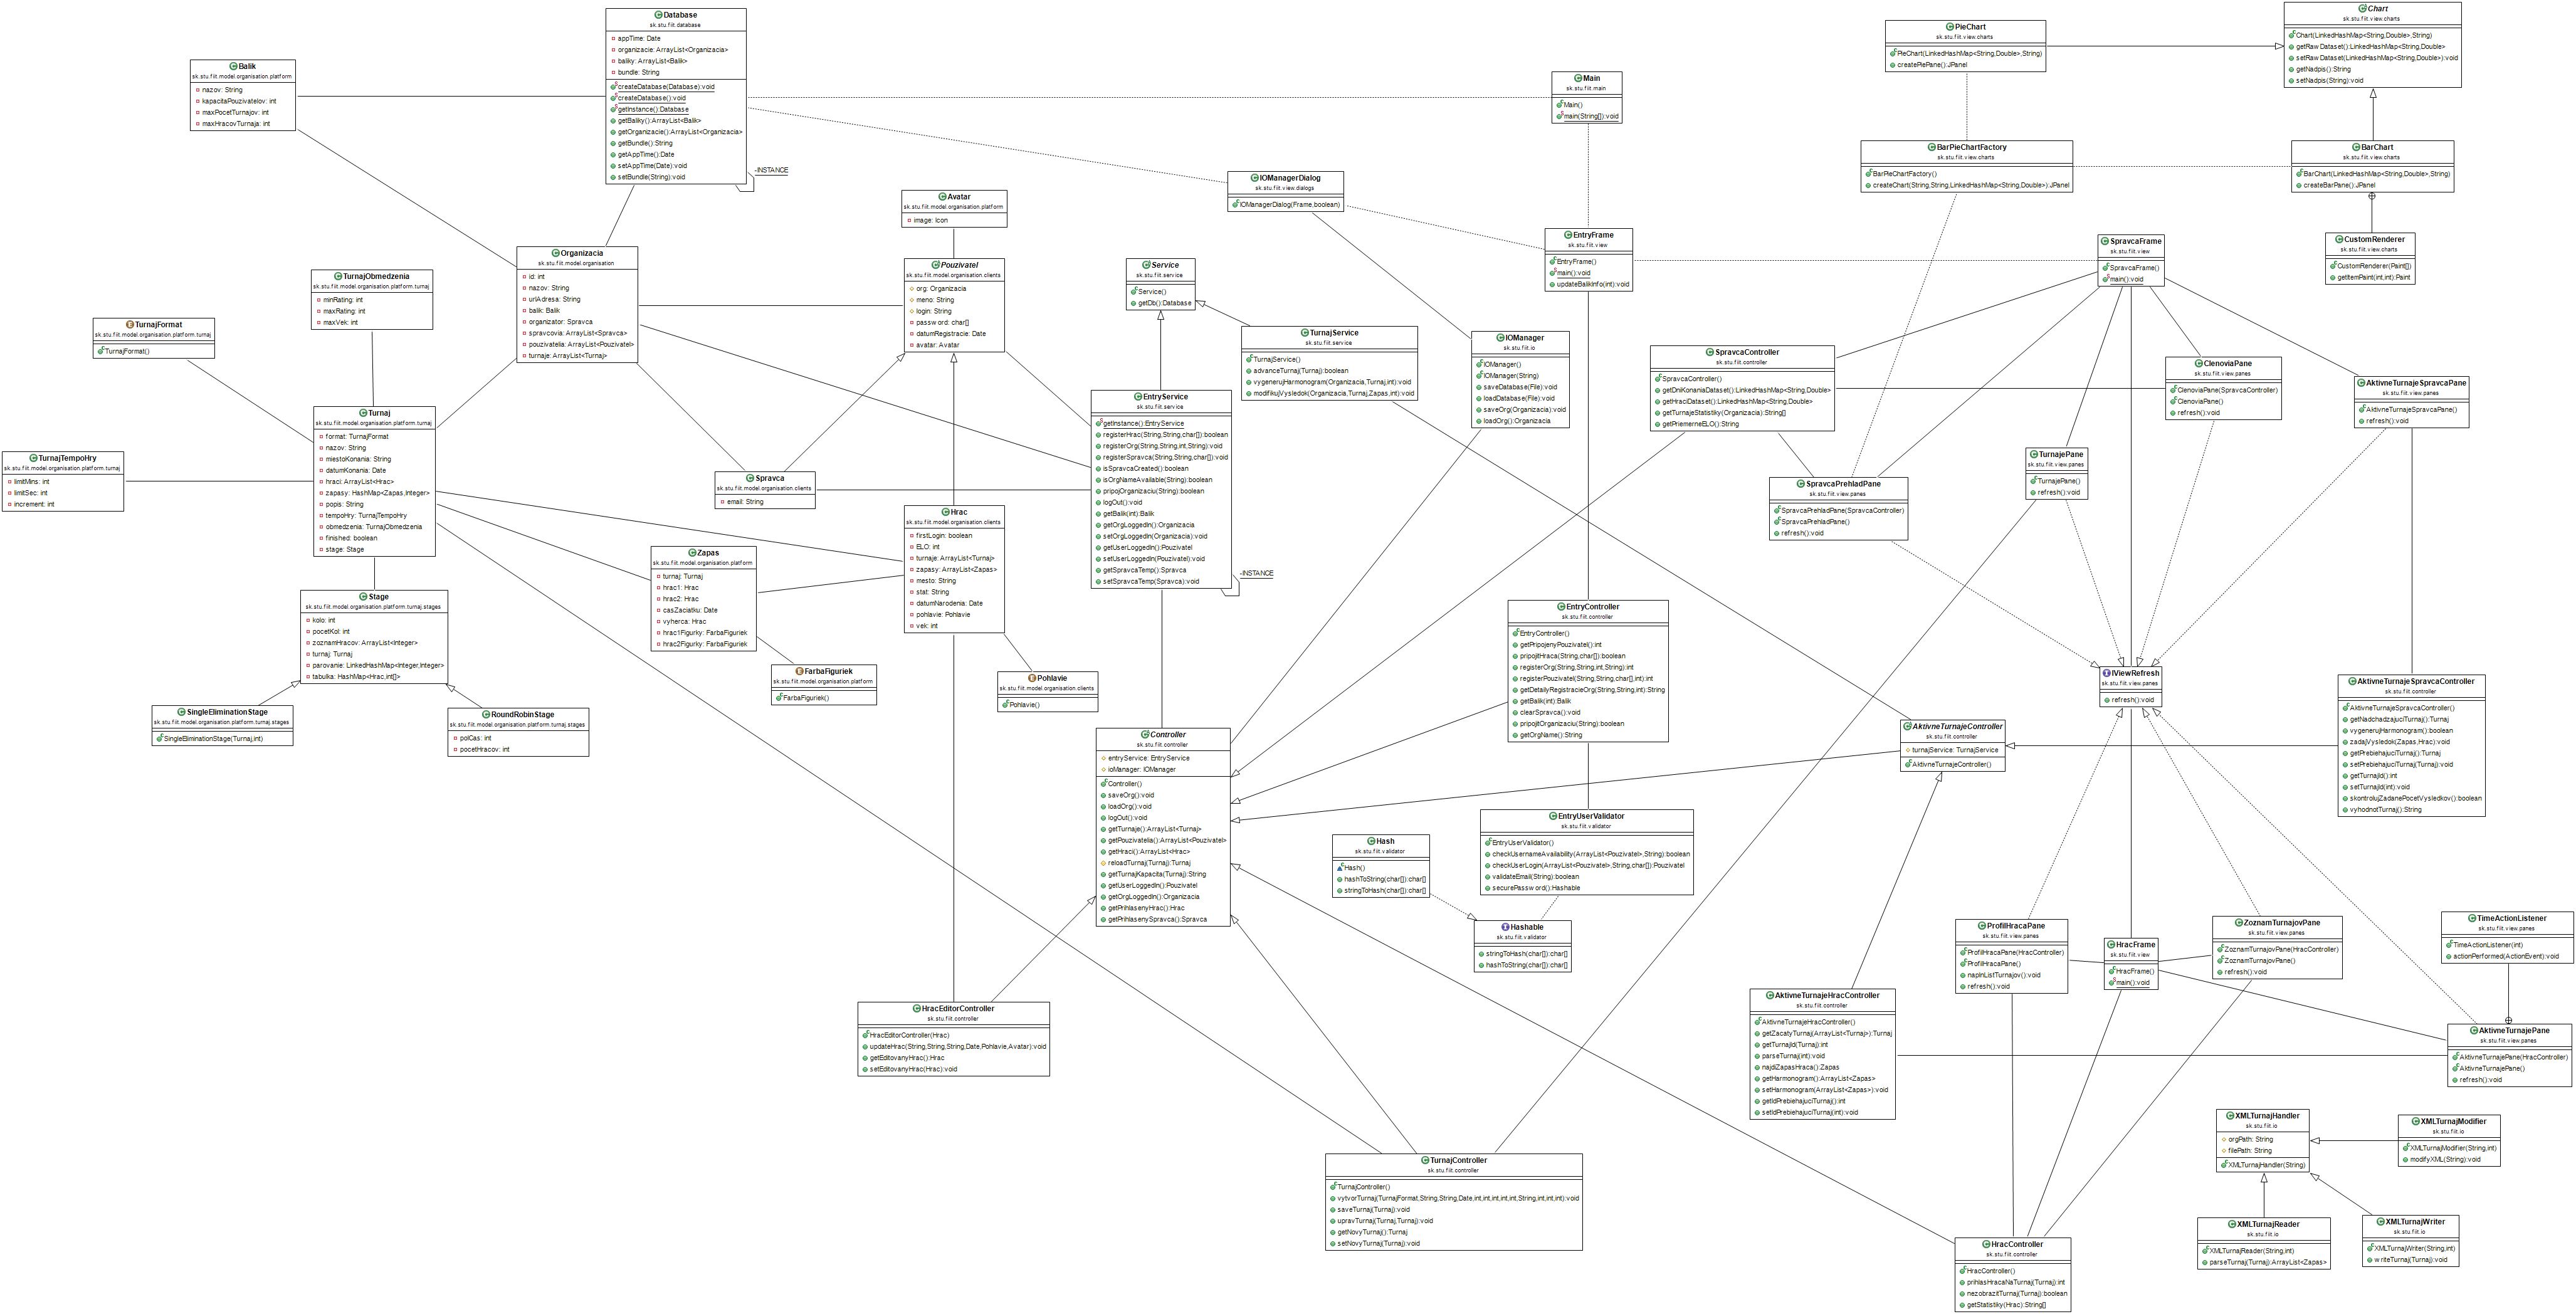 Database
sk.stu.fiit.database
appTime: Date
organizacie: ArrayList<Organizacia>
baliky: ArrayList<Balik>
bundle: String
createDatabase(Database):void
createDatabase():void
getInstance():Database
getBaliky():ArrayList<Balik>
getOrganizacie():ArrayList<Organizacia>
getBundle():String
getAppTime():Date
setAppTime(Date):void
setBundle(String):void
-INSTANCE
Balik
sk.stu.fiit.model.organisation.platform
nazov: String
kapacitaPouzivatelov: int
maxPocetTurnajov: int
maxHracovTurnaja: int
Main
sk.stu.fiit.main
Main()
main(String[]):void
PieChart
sk.stu.fiit.view.charts
PieChart(LinkedHashMap<String,Double>,String)
createPiePane():JPanel
Chart
sk.stu.fiit.view.charts
Chart(LinkedHashMap<String,Double>,String)
getRawDataset():LinkedHashMap<String,Double>
setRawDataset(LinkedHashMap<String,Double>):void
getNadpis():String
setNadpis(String):void
BarPieChartFactory
sk.stu.fiit.view.charts
BarPieChartFactory()
createChart(String,String,LinkedHashMap<String,Double>):JPanel
BarChart
sk.stu.fiit.view.charts
BarChart(LinkedHashMap<String,Double>,String)
createBarPane():JPanel
CustomRenderer
sk.stu.fiit.view.charts
CustomRenderer(Paint[])
getItemPaint(int,int):Paint
IOManagerDialog
sk.stu.fiit.view.dialogs
IOManagerDialog(Frame,boolean)
Avatar
sk.stu.fiit.model.organisation.platform
image: Icon
EntryFrame
sk.stu.fiit.view
EntryFrame()
main():void
updateBalikInfo(int):void
SpravcaFrame
sk.stu.fiit.view
SpravcaFrame()
main():void
Organizacia
sk.stu.fiit.model.organisation
id: int
nazov: String
urlAdresa: String
balik: Balik
organizator: Spravca
spravcovia: ArrayList<Spravca>
pouzivatelia: ArrayList<Pouzivatel>
turnaje: ArrayList<Turnaj>
Pouzivatel
sk.stu.fiit.model.organisation.clients
org: Organizacia
meno: String
login: String
password: char[]
datumRegistracie: Date
avatar: Avatar
Service
sk.stu.fiit.service
Service()
getDb():Database
TurnajObmedzenia
sk.stu.fiit.model.organisation.platform.turnaj
minRating: int
maxRating: int
maxVek: int
TurnajFormat
sk.stu.fiit.model.organisation.platform.turnaj
TurnajFormat()
TurnajService
sk.stu.fiit.service
TurnajService()
advanceTurnaj(Turnaj):boolean
vygenerujHarmonogram(Organizacia,Turnaj,int):void
modifikujVysledok(Organizacia,Turnaj,Zapas,int):void
IOManager
sk.stu.fiit.io
IOManager()
IOManager(String)
saveDatabase(File):void
loadDatabase(File):void
saveOrg(Organizacia):void
loadOrg():Organizacia
SpravcaController
sk.stu.fiit.controller
SpravcaController()
getDniKonaniaDataset():LinkedHashMap<String,Double>
getHraciDataset():LinkedHashMap<String,Double>
getTurnajeStatistiky(Organizacia):String[]
getPriemerneELO():String
ClenoviaPane
sk.stu.fiit.view.panes
ClenoviaPane(SpravcaController)
ClenoviaPane()
refresh():void
AktivneTurnajeSpravcaPane
sk.stu.fiit.view.panes
AktivneTurnajeSpravcaPane()
refresh():void
Turnaj
sk.stu.fiit.model.organisation.platform.turnaj
format: TurnajFormat
nazov: String
miestoKonania: String
datumKonania: Date
hraci: ArrayList<Hrac>
zapasy: HashMap<Zapas,Integer>
popis: String
tempoHry: TurnajTempoHry
obmedzenia: TurnajObmedzenia
finished: boolean
stage: Stage
TurnajTempoHry
sk.stu.fiit.model.organisation.platform.turnaj
limitMins: int
limitSec: int
increment: int
EntryService
sk.stu.fiit.service
getInstance():EntryService
registerHrac(String,String,char[]):boolean
registerOrg(String,String,int,String):void
registerSpravca(String,String,char[]):void
isSpravcaCreated():boolean
isOrgNameAvailable(String):boolean
pripojOrganizaciu(String):boolean
logOut():void
getBalik(int):Balik
getOrgLoggedIn():Organizacia
setOrgLoggedIn(Organizacia):void
getUserLoggedIn():Pouzivatel
setUserLoggedIn(Pouzivatel):void
getSpravcaTemp():Spravca
setSpravcaTemp(Spravca):void
-INSTANCE
Spravca
sk.stu.fiit.model.organisation.clients
email: String
SpravcaPrehladPane
sk.stu.fiit.view.panes
SpravcaPrehladPane(SpravcaController)
SpravcaPrehladPane()
refresh():void
TurnajePane
sk.stu.fiit.view.panes
TurnajePane()
refresh():void
Hrac
sk.stu.fiit.model.organisation.clients
firstLogin: boolean
ELO: int
turnaje: ArrayList<Turnaj>
zapasy: ArrayList<Zapas>
mesto: String
stat: String
datumNarodenia: Date
pohlavie: Pohlavie
vek: int
Zapas
sk.stu.fiit.model.organisation.platform
turnaj: Turnaj
hrac1: Hrac
hrac2: Hrac
casZaciatku: Date
vyherca: Hrac
hrac1Figurky: FarbaFiguriek
hrac2Figurky: FarbaFiguriek
Stage
sk.stu.fiit.model.organisation.platform.turnaj.stages
kolo: int
pocetKol: int
zoznamHracov: ArrayList<Integer>
turnaj: Turnaj
parovanie: LinkedHashMap<Integer,Integer>
tabulka: HashMap<Hrac,int[]>
FarbaFiguriek
sk.stu.fiit.model.organisation.platform
FarbaFiguriek()
Pohlavie
sk.stu.fiit.model.organisation.clients
Pohlavie()
SingleEliminationStage
sk.stu.fiit.model.organisation.platform.turnaj.stages
SingleEliminationStage(Turnaj,int)
RoundRobinStage
sk.stu.fiit.model.organisation.platform.turnaj.stages
polCas: int
pocetHracov: int
EntryController
sk.stu.fiit.controller
EntryController()
getPripojenyPouzivatel():int
pripojitHraca(String,char[]):boolean
registerOrg(String,String,int,String):int
registerPouzivatel(String,String,char[],int):int
getDetailyRegistracieOrg(String,String,int):String
getBalik(int):Balik
clearSpravca():void
pripojitOrganizaciu(String):boolean
getOrgName():String
IViewRefresh
sk.stu.fiit.view.panes
refresh():void
AktivneTurnajeSpravcaController
sk.stu.fiit.controller
AktivneTurnajeSpravcaController()
getNadchadzajuciTurnaj():Turnaj
vygenerujHarmonogram():boolean
zadajVysledok(Zapas,Hrac):void
getPrebiehajuciTurnaj():Turnaj
setPrebiehajuciTurnaj(Turnaj):void
getTurnajId():int
setTurnajId(int):void
skontrolujZadanePocetVysledkov():boolean
vyhodnotTurnaj():String
Controller
sk.stu.fiit.controller
entryService: EntryService
ioManager: IOManager
Controller()
saveOrg():void
loadOrg():void
logOut():void
getTurnaje():ArrayList<Turnaj>
getPouzivatelia():ArrayList<Pouzivatel>
getHraci():ArrayList<Hrac>
reloadTurnaj(Turnaj):Turnaj
getTurnajKapacita(Turnaj):String
getUserLoggedIn():Pouzivatel
getOrgLoggedIn():Organizacia
getPrihlasenyHrac():Hrac
getPrihlasenySpravca():Spravca
AktivneTurnajeController
sk.stu.fiit.controller
turnajService: TurnajService
AktivneTurnajeController()
EntryUserValidator
sk.stu.fiit.validator
EntryUserValidator()
checkUsernameAvailability(ArrayList<Pouzivatel>,String):boolean
checkUserLogin(ArrayList<Pouzivatel>,String,char[]):Pouzivatel
validateEmail(String):boolean
securePassword():Hashable
Hash
sk.stu.fiit.validator
Hash()
hashToString(char[]):char[]
stringToHash(char[]):char[]
Hashable
sk.stu.fiit.validator
stringToHash(char[]):char[]
hashToString(char[]):char[]
ProfilHracaPane
sk.stu.fiit.view.panes
ProfilHracaPane(HracController)
ProfilHracaPane()
naplnListTurnajov():void
refresh():void
HracFrame
sk.stu.fiit.view
HracFrame()
main():void
ZoznamTurnajovPane
sk.stu.fiit.view.panes
ZoznamTurnajovPane(HracController)
ZoznamTurnajovPane()
refresh():void
TimeActionListener
sk.stu.fiit.view.panes
TimeActionListener(int)
actionPerformed(ActionEvent):void
HracEditorController
sk.stu.fiit.controller
HracEditorController(Hrac)
updateHrac(String,String,String,Date,Pohlavie,Avatar):void
getEditovanyHrac():Hrac
setEditovanyHrac(Hrac):void
AktivneTurnajeHracController
sk.stu.fiit.controller
AktivneTurnajeHracController()
getZacatyTurnaj(ArrayList<Turnaj>):Turnaj
getTurnajId(Turnaj):int
parseTurnaj(int):void
najdiZapasHraca():Zapas
getHarmonogram():ArrayList<Zapas>
setHarmonogram(ArrayList<Zapas>):void
getIdPrebiehajuciTurnaj():int
setIdPrebiehajuciTurnaj(int):void
AktivneTurnajePane
sk.stu.fiit.view.panes
AktivneTurnajePane(HracController)
AktivneTurnajePane()
refresh():void
XMLTurnajHandler
sk.stu.fiit.io
orgPath: String
filePath: String
XMLTurnajHandler(String)
XMLTurnajModifier
sk.stu.fiit.io
XMLTurnajModifier(String,int)
modifyXML(String):void
TurnajController
sk.stu.fiit.controller
TurnajController()
vytvorTurnaj(TurnajFormat,String,String,Date,int,int,int,int,int,String,int,int,int):void
saveTurnaj(Turnaj):void
upravTurnaj(Turnaj,Turnaj):void
getNovyTurnaj():Turnaj
setNovyTurnaj(Turnaj):void
XMLTurnajReader
sk.stu.fiit.io
XMLTurnajReader(String,int)
parseTurnaj(Turnaj):ArrayList<Zapas>
XMLTurnajWriter
sk.stu.fiit.io
XMLTurnajWriter(String,int)
writeTurnaj(Turnaj):void
HracController
sk.stu.fiit.controller
HracController()
prihlasHracaNaTurnaj(Turnaj):int
nezobrazitTurnaj(Turnaj):boolean
getStatistiky(Hrac):String[]